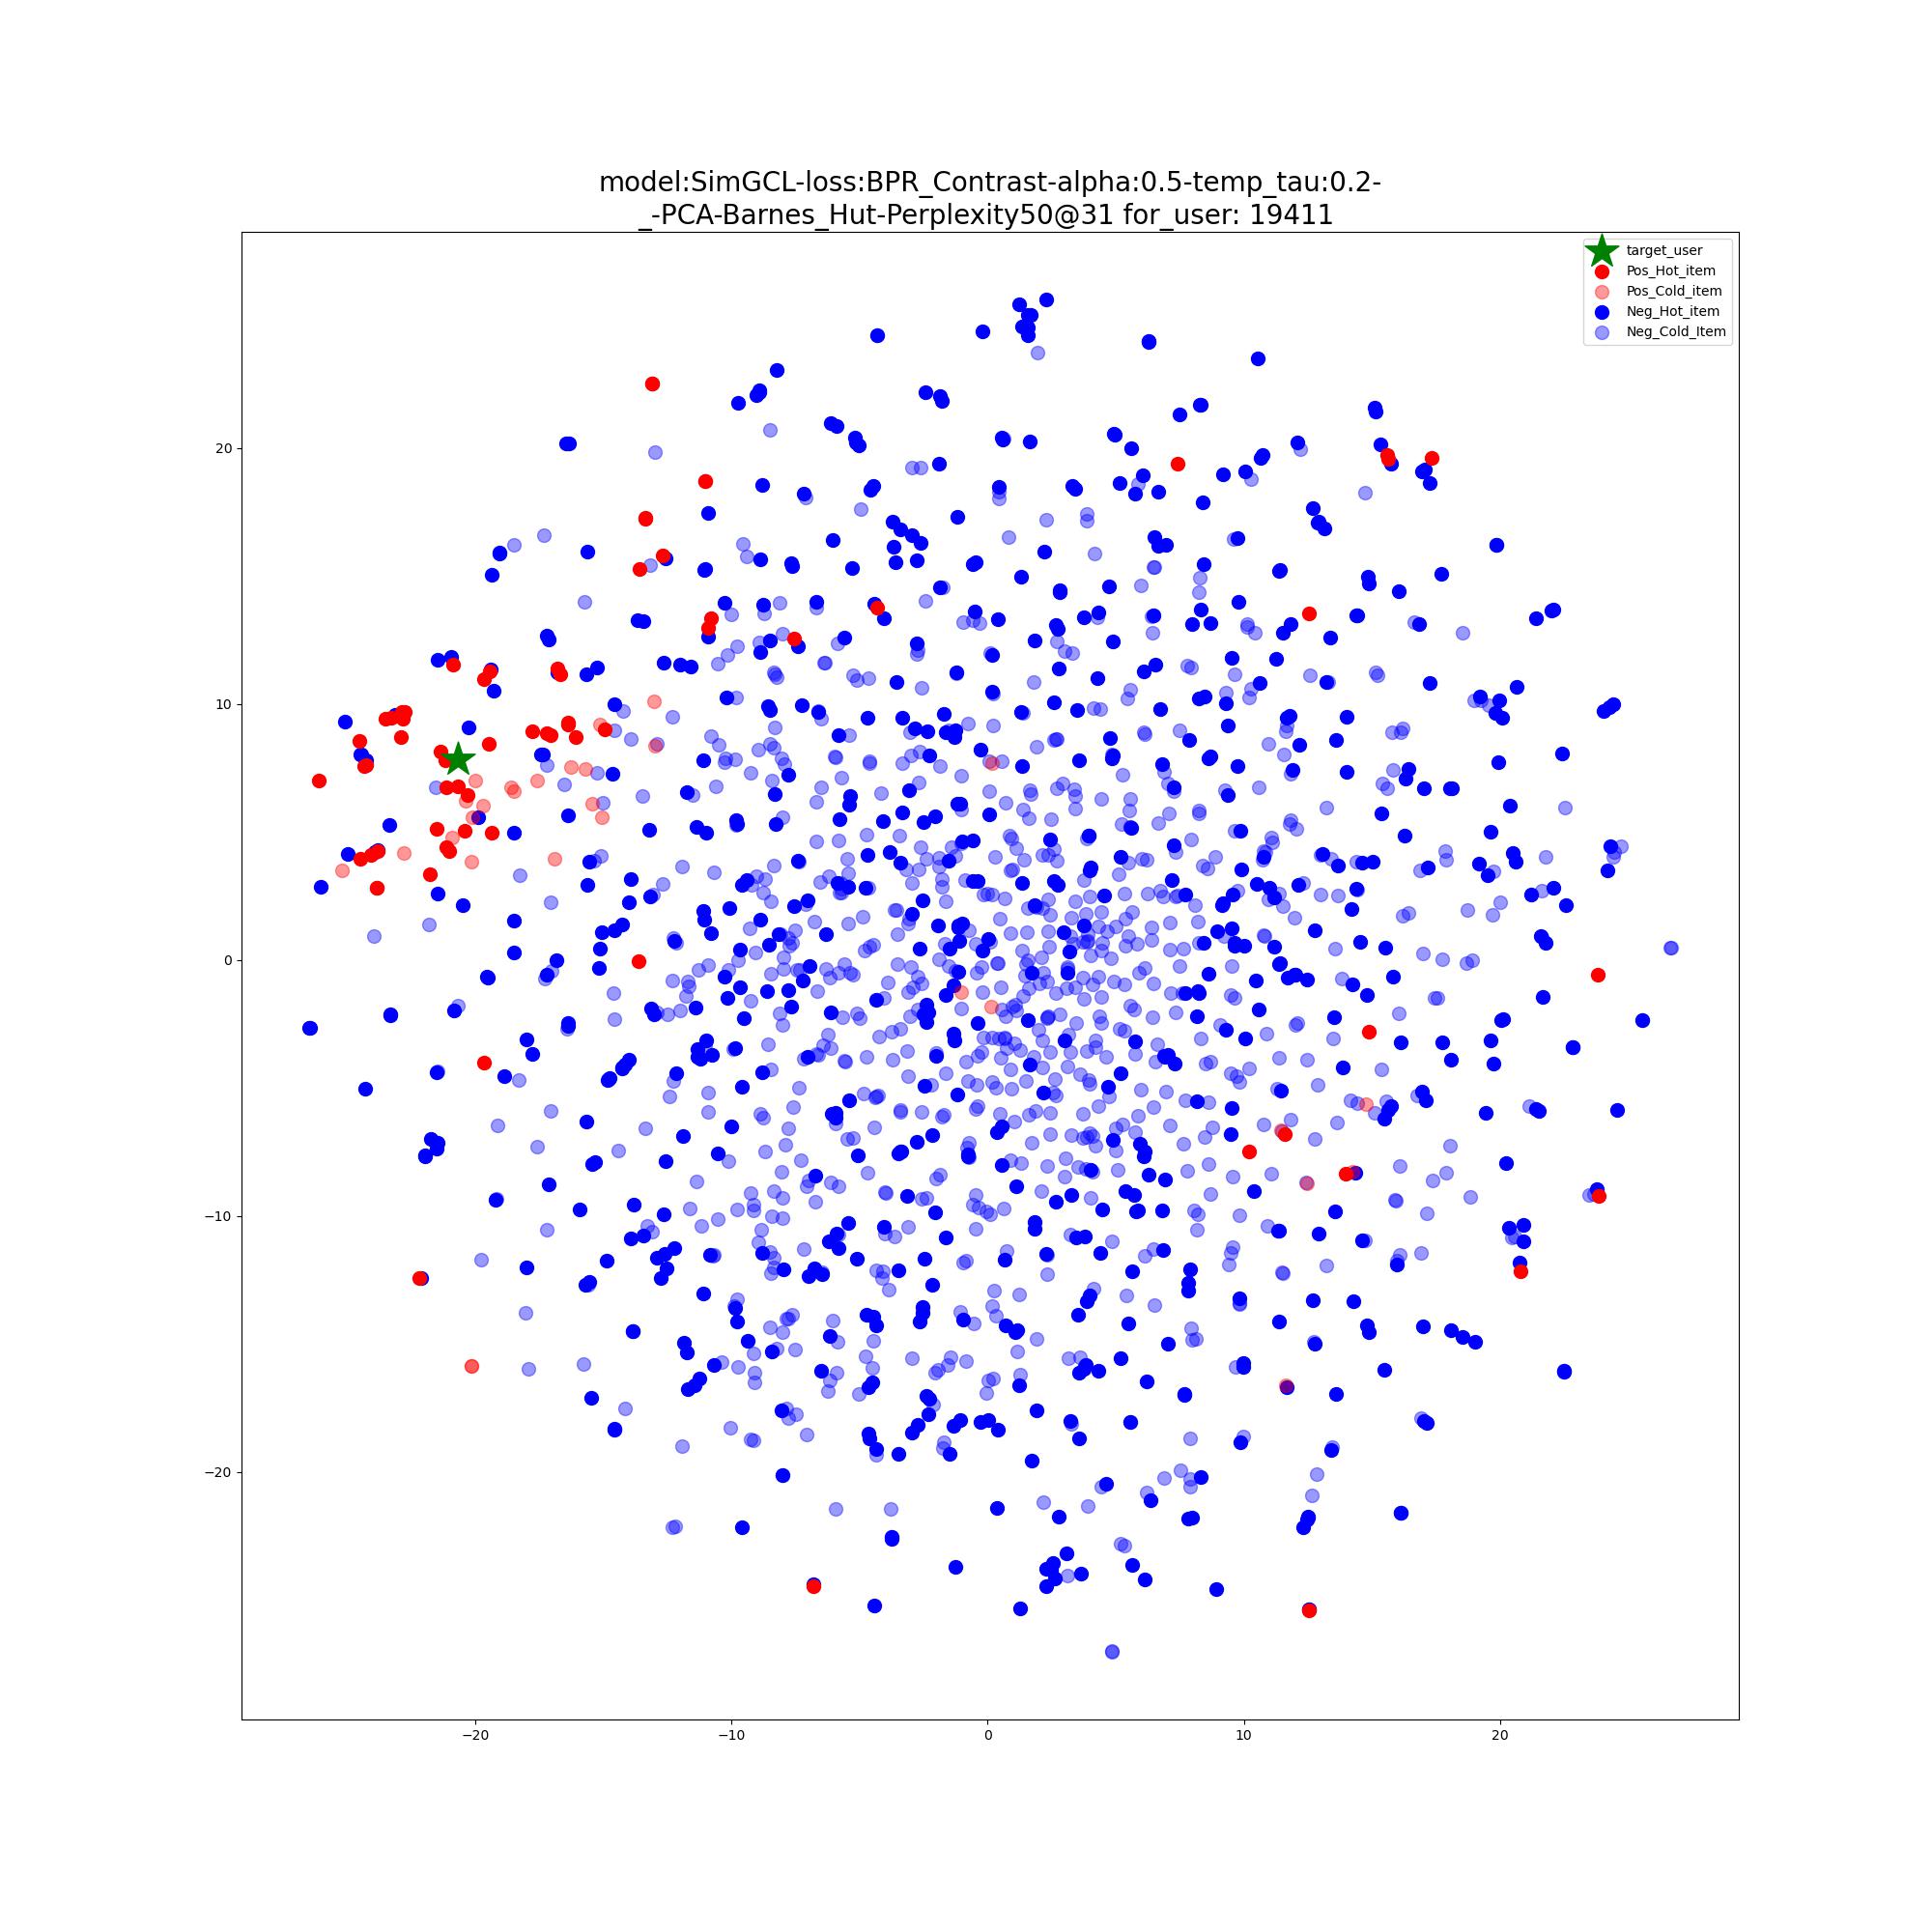 model:SimGCL-loss:BPR_Contrast-alpha:0.5-temp_tau:0.2-
_-PCA-Barnes_Hut-Perplexity50@31 for_user: 19411
target_user
Pos_Hot_item
Pos_Cold_item
Neg_Hot_item
Neg_Cold_Item
20
10
0
−10
−20
−20
−10
0
10
20